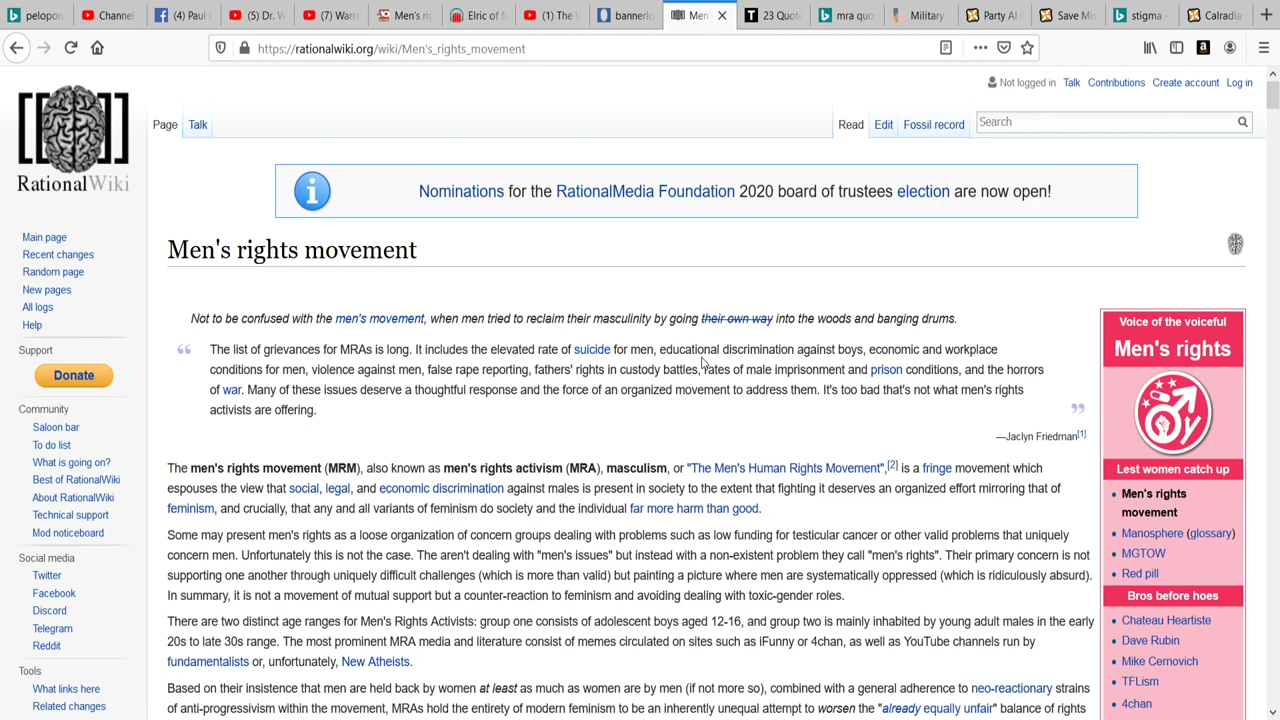 pelopon
Channel
(4) Paul
(5) Dr. W
(7) Warre
Men's ri
Elric of M
(1) The W
banneric
Men'
23 Quot
mra quo
Military
Party AI
Save Mis
stigma -
Calradia
https://rationalwiki.org/wiki/Men's_rights_movement
Not logged in Talk Contributions Create account Log in
Page Talk
Read Edit Fossil record
Search
RationalWiki
Nominations for the RationalMedia Foundation 2020 board of trustees election are now open!
Main page
Recent changes
Random page
New pages
All logs
Help
Support
Donate
Community
Saloon bar
To do list
What is going on?
Best of RationalWiki
About RationalWiki
Technical support
Mod noticeboard
Social media
Twitter
Facebook
Discord
Telegram
Reddit
Tools
What links here
Related changes
Men's rights movement
Not to be confused with the men's movement, when men tried to reclaim their masculinity by going their own way into the woods and banging drums.
“ The list of grievances for MRAs is long. It includes the elevated rate of suicide for men, educational discrimination against boys, economic and workplace
conditions for men, violence against men, false rape reporting, fathers' rights in custody battles, rates of male imprisonment and prison conditions, and the horrors
of war. Many of these issues deserve a thoughtful response and the force of an organized movement to address them. It's too bad that's not what men's rights
activists are offering. ”
—Jaclyn Friedman[1]
The men's rights movement (MRM), also known as men's rights activism (MRA), masculism, or "The Men's Human Rights Movement",[2] is a fringe movement which
espouses the view that social, legal, and economic discrimination against males is present in society to the extent that fighting it deserves an organized effort mirroring that of
feminism, and crucially, that any and all variants of feminism do society and the individual far more harm than good.
Some may present men's rights as a loose organization of concern groups dealing with problems such as low funding for testicular cancer or other valid problems that uniquely
concern men. Unfortunately this is not the case. The aren't dealing with "men's issues" but instead with a non-existent problem they call "men's rights". Their primary concern is not
supporting one another through uniquely difficult challenges (which is more than valid) but painting a picture where men are systematically oppressed (which is ridiculously absurd).
In summary, it is not a movement of mutual support but a counter-reaction to feminism and avoiding dealing with toxic-gender roles.
There are two distinct age ranges for Men's Rights Activists: group one consists of adolescent boys aged 12-16, and group two is mainly inhabited by young adult males in the early
20s to late 30s range. The most prominent MRA media and literature consist of memes circulated on sites such as iFunny or 4chan, as well as YouTube channels run by
fundamentalists or, unfortunately, New Atheists.
Based on their insistence that men are held back by women at least as much as women are by men (if not more so), combined with a general adherence to neo-reactionary strains
of anti-progressivism within the movement, MRAs hold the entirety of modern feminism to be an inherently unequal attempt to worsen the "already equally unfair" balance of rights
Voice of the voiceful
Men's rights
Lest women catch up
Men's rights
movement
Manosphere (glossary)
MGTOW
Red pill
Bros before hoes
Chateau Heartiste
Dave Rubin
Mike Cernovich
TFLism
4chan